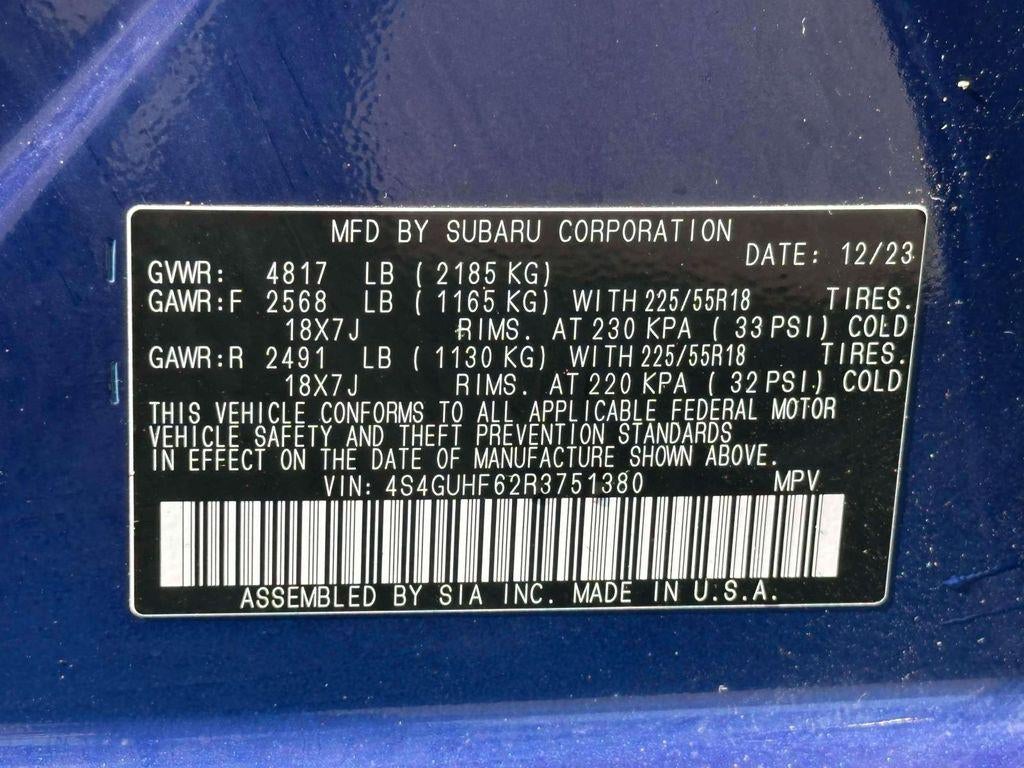 MFD BY SUBARU CORPORATION
DATE: 12/23
GVWR: 4817 LB ( 2185 KG)
GAWR:F 2568 LB ( 1165 KG) WITH 225/55R18 TIRES.
18X7J RIMS. AT 230 KPA ( 33 PSI) COLD
GAWR:R 2491 LB ( 1130 KG) WITH 225/55R18 TIRES.
18X7J RIMS. AT 220 KPA ( 32 PSI) COLD
THIS VEHICLE CONFORMS TO ALL APPLICABLE FEDERAL MOTOR
VEHICLE SAFETY AND THEFT PREVENTION STANDARDS
IN EFFECT ON THE DATE OF MANUFACTURE SHOWN ABOVE.
VIN: 4S4GUHF62R3751380 MPV
ASSEMBLED BY SIA INC. MADE IN U.S.A.